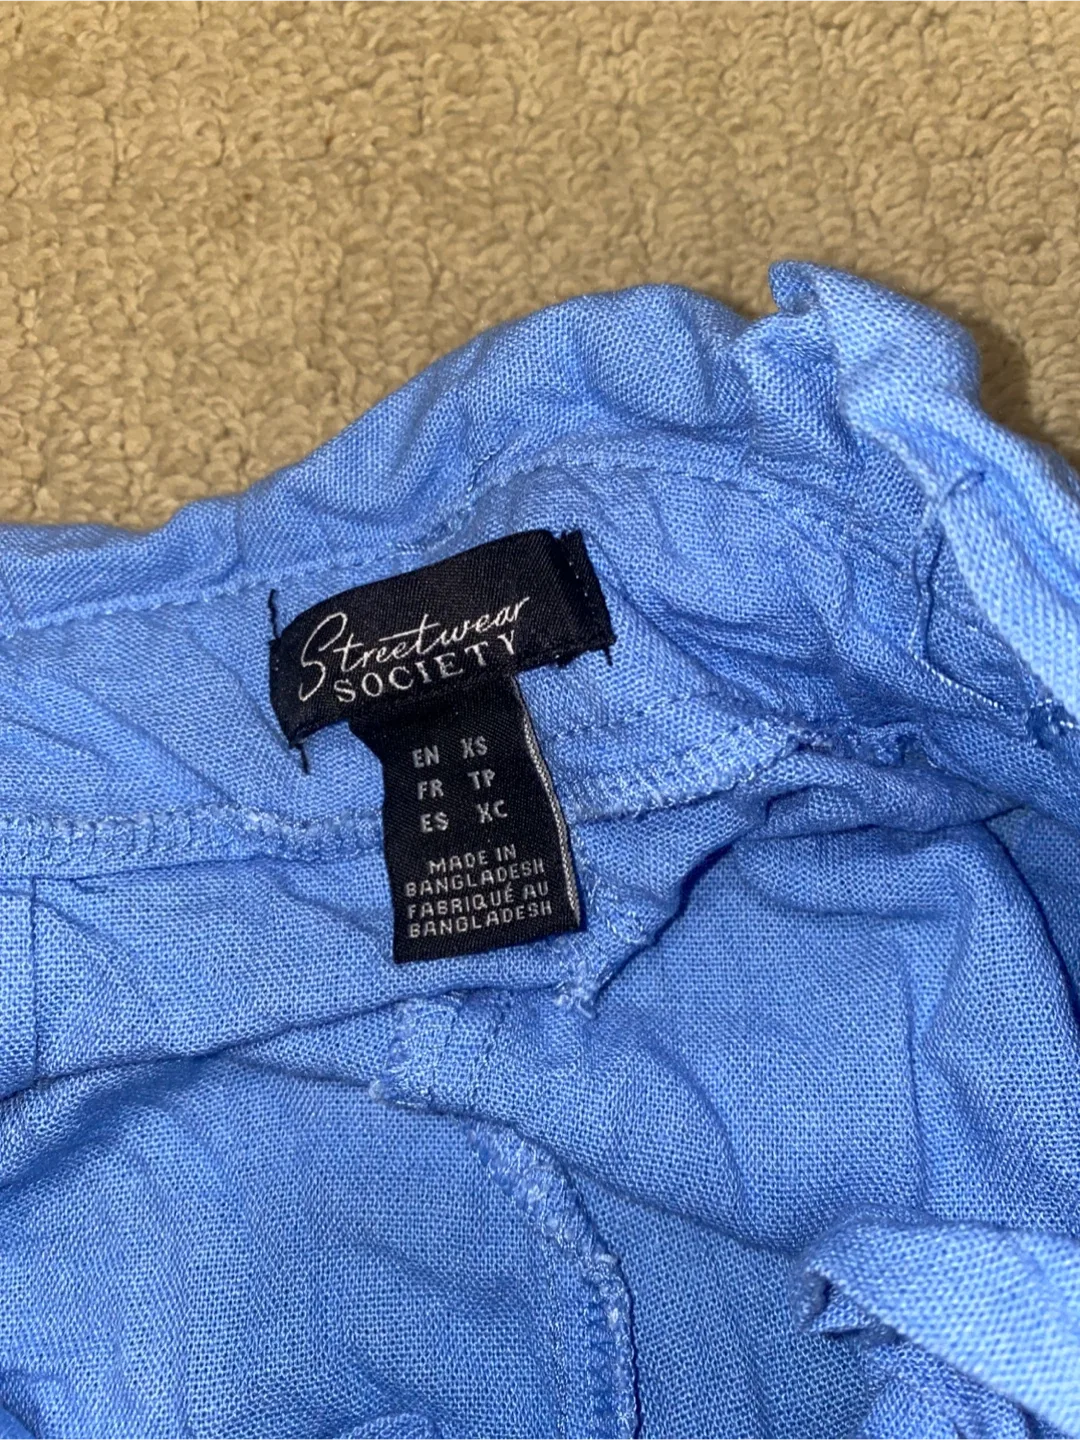 Streetwear
SOCIETY
EN XS
FR TP
ES XC
MADE IN
BANGLADESH
FABRIQUÉ AU
BANGLADESH